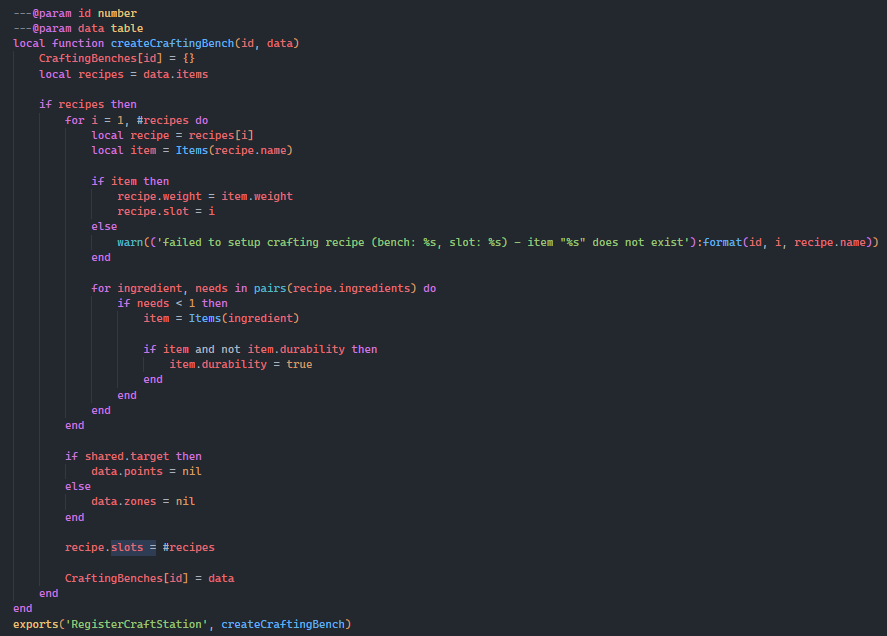 ---@param id number
---@param data table
local function createCraftingBench(id, data)
    CraftingBenches[id] = {}
    local recipes = data.items

    if recipes then
        for i = 1, #recipes do
            local recipe = recipes[i]
            local item = Items(recipe.name)

            if item then
                recipe.weight = item.weight
                recipe.slot = i
            else
                warn(('failed to setup crafting recipe (bench: %s, slot: %s) - item "%s" does not exist'):format(id, i, recipe.name))
            end

            for ingredient, needs in pairs(recipe.ingredients) do
                if needs < 1 then
                    item = Items(ingredient)

                    if item and not item.durability then
                        item.durability = true
                    end
                end
            end
        end

        if shared.target then
            data.points = nil
        else
            data.zones = nil
        end

        recipe.slots = #recipes

        CraftingBenches[id] = data
    end
end
exports('RegisterCraftStation', createCraftingBench)